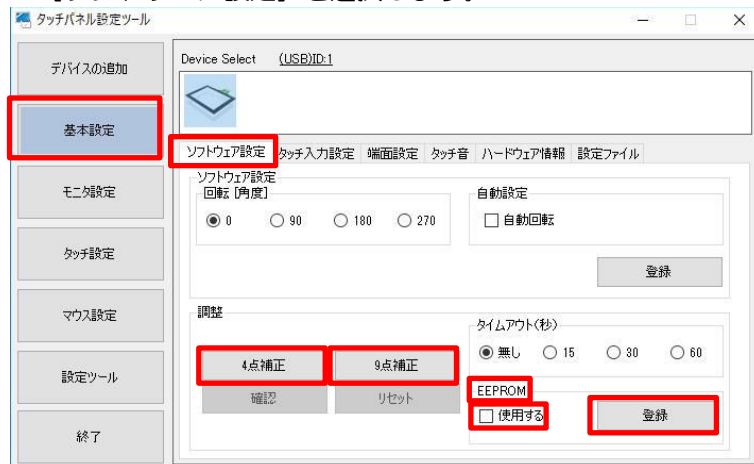 タッチパネル設定ツール
デバイスの追加
基本設定
モニタ設定
タッチ設定
マウス設定
設定ツール
終了
Device Select (USB)ID:1
ソフトウェア設定 タッチ入力設定 端面設定 タッチ音 ハードウェア情報 設定ファイル
ソフトウェア設定
回転 [角度]
0 90 180 270
自動設定
自動回転
登録
調整
4点補正 9点補正
確認 リセット
タイムアウト(秒)
無し 15 30 60
EEPROM
使用する
登録